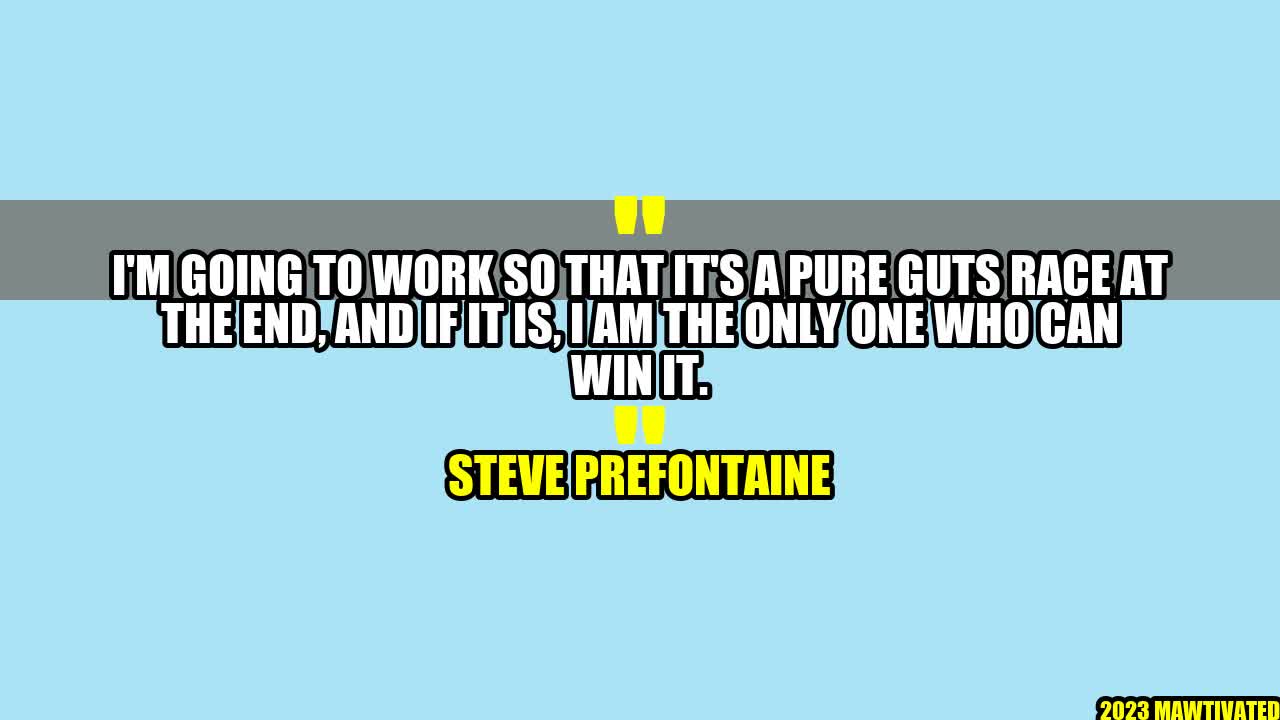 "
I'M GOING TO WORK SO THAT IT'S A PURE GUTS RACE AT
THE END, AND IF IT IS, I AM THE ONLY ONE WHO CAN
WIN IT.
"
STEVE PREFONTAINE
2023 MAWTIVATED